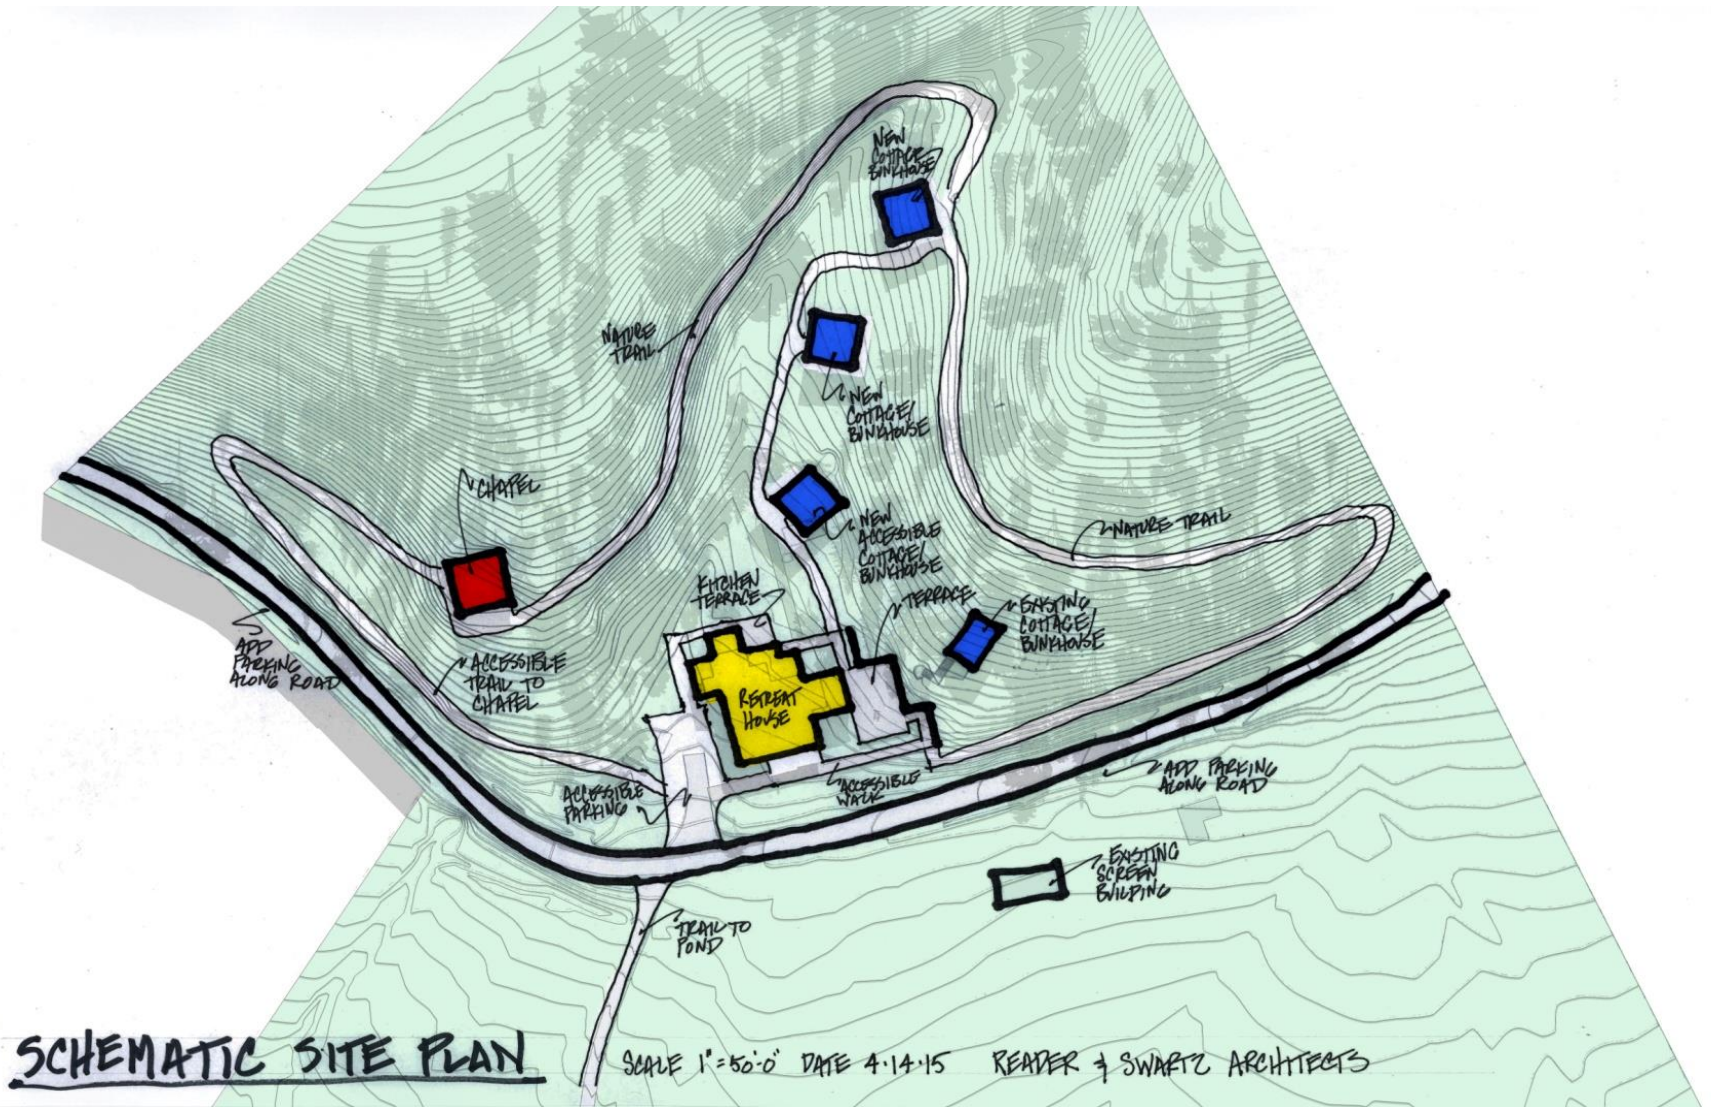 NEW
COTTAGE
BUNKHOUSE
NATURE
TRAIL
NEW
COTTAGE/
BUNKHOUSE
CHAPEL
NEW
ACCESSIBLE
COTTAGE/
BUNKHOUSE
NATURE TRAIL
KITCHEN
TERRACE
TERRACE
EXISTING
COTTAGE/
BUNKHOUSE
ADD
PARKING
ALONG ROAD
ACCESSIBLE
TRAIL TO
CHAPEL
RETREAT
HOUSE
ACCESSIBLE
PARKING
ACCESSIBLE
WALK
ADD PARKING
ALONG ROAD
EXISTING
SCREEN
BUILDING
TRAIL TO
POND
SCHEMATIC SITE PLAN
SCALE 1"=50'-0" DATE 4.14.15 READER & SWARTZ ARCHITECTS